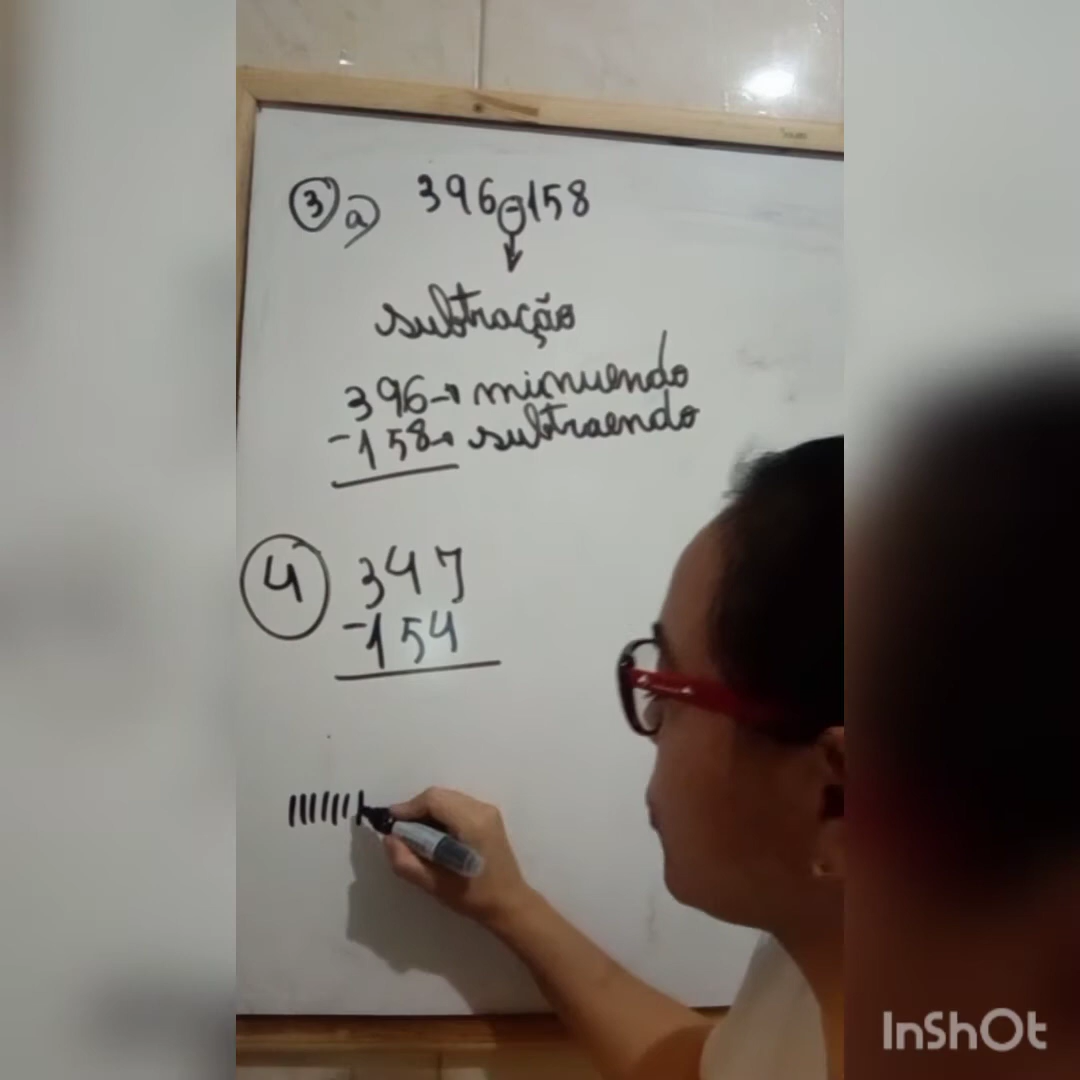 3 a) 396-158
subtração
396→ minuendo
-158→ subtraendo
4 347
-154
InShOt